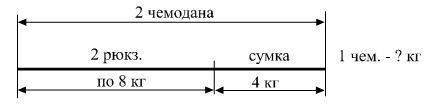 2 чемодана
2 рюкз. сумка 1 чем. - ? кг
по 8 кг 4 кг